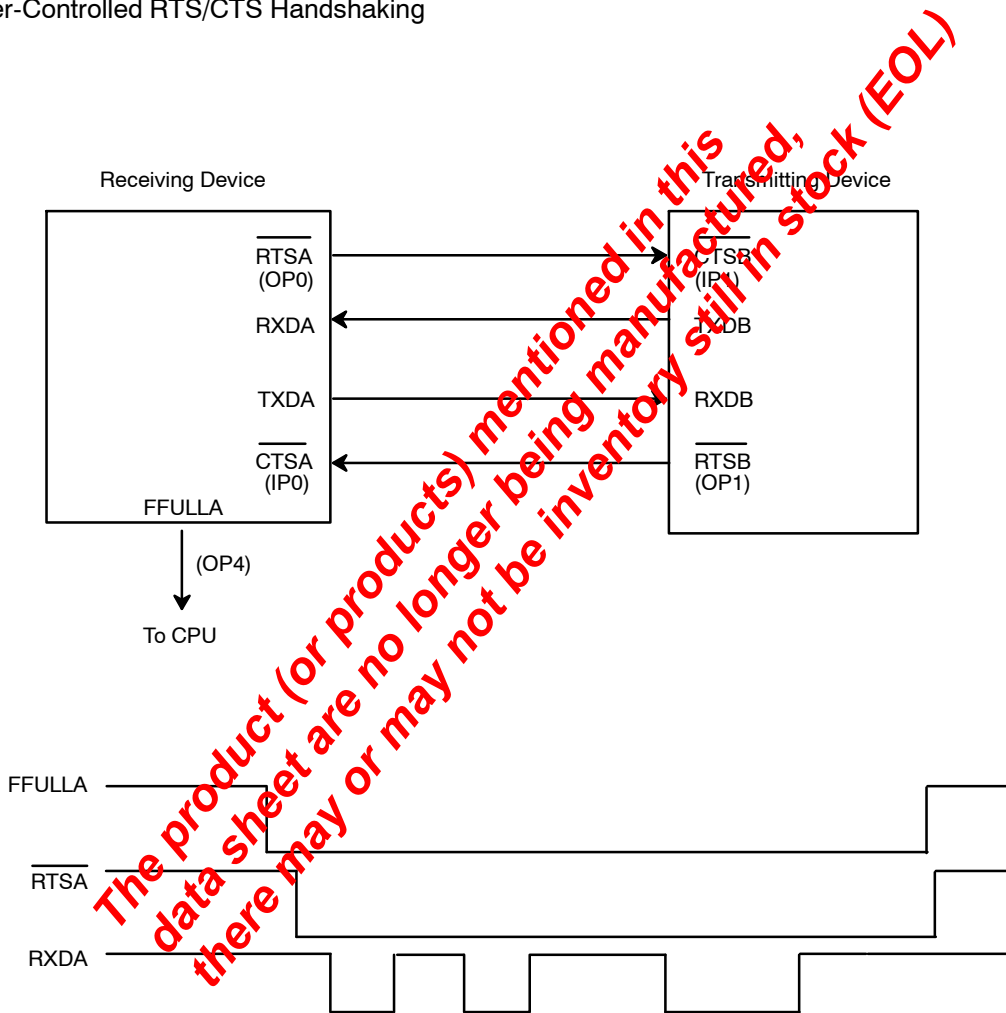 er-Controlled RTS/CTS Handshaking
Receiving Device
Transmitting Device
RTSA
(OP0)
RXDA
TXDA
CTSA
(IP0)
FFULLA
(OP4)
To CPU
CTSB
(IP1)
TXDB
RXDB
RTSB
(OP1)
The product (or products) mentioned in this
data sheet are no longer being manufactured,
there may or may not be inventory still in stock (EOL)
FFULLA
RTSA
RXDA